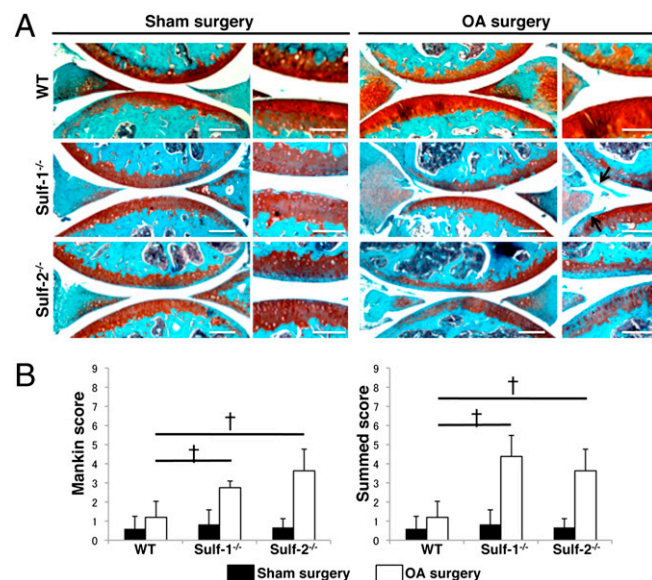 A
Sham surgery
OA surgery
WT
Sulf-1-/-
Sulf-2-/-
B
Mankin score
9
8
7
6
5
4
3
2
1
0
†
†
WT
Sulf-1-/-
Sulf-2-/-
Summed score
9
8
7
6
5
4
3
2
1
0
†
‡
WT
Sulf-1-/-
Sulf-2-/-
Sham surgery
OA surgery